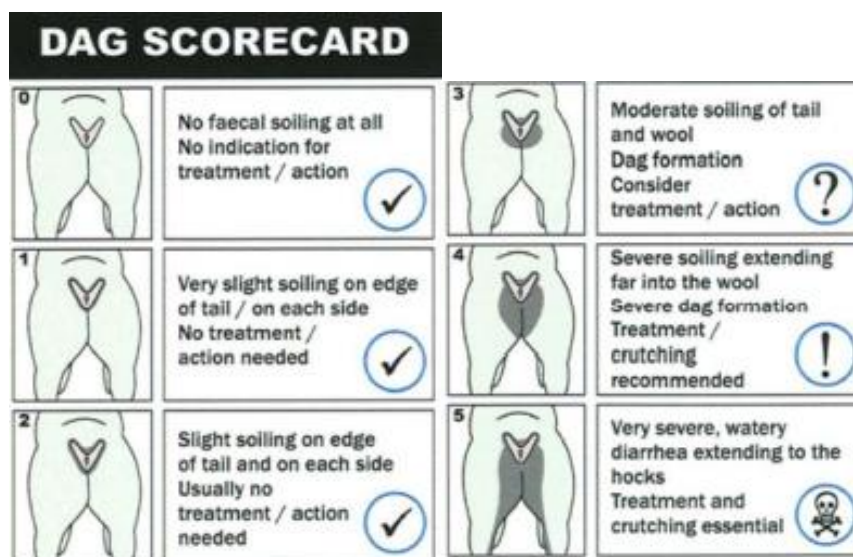 DAG SCORECARD
0
No faecal soiling at all
No indication for
treatment / action
1
Very slight soiling on edge
of tail / on each side
No treatment /
action needed
2
Slight soiling on edge
of tail and on each side
Usually no
treatment / action
needed
3
Moderate soiling of tail
and wool
Dag formation
Consider
treatment / action
?
4
Severe soiling extending
far into the wool
Severe dag formation
Treatment /
crutching
recommended
!
5
Very severe, watery
diarrhea extending to the
hocks
Treatment and
crutching essential